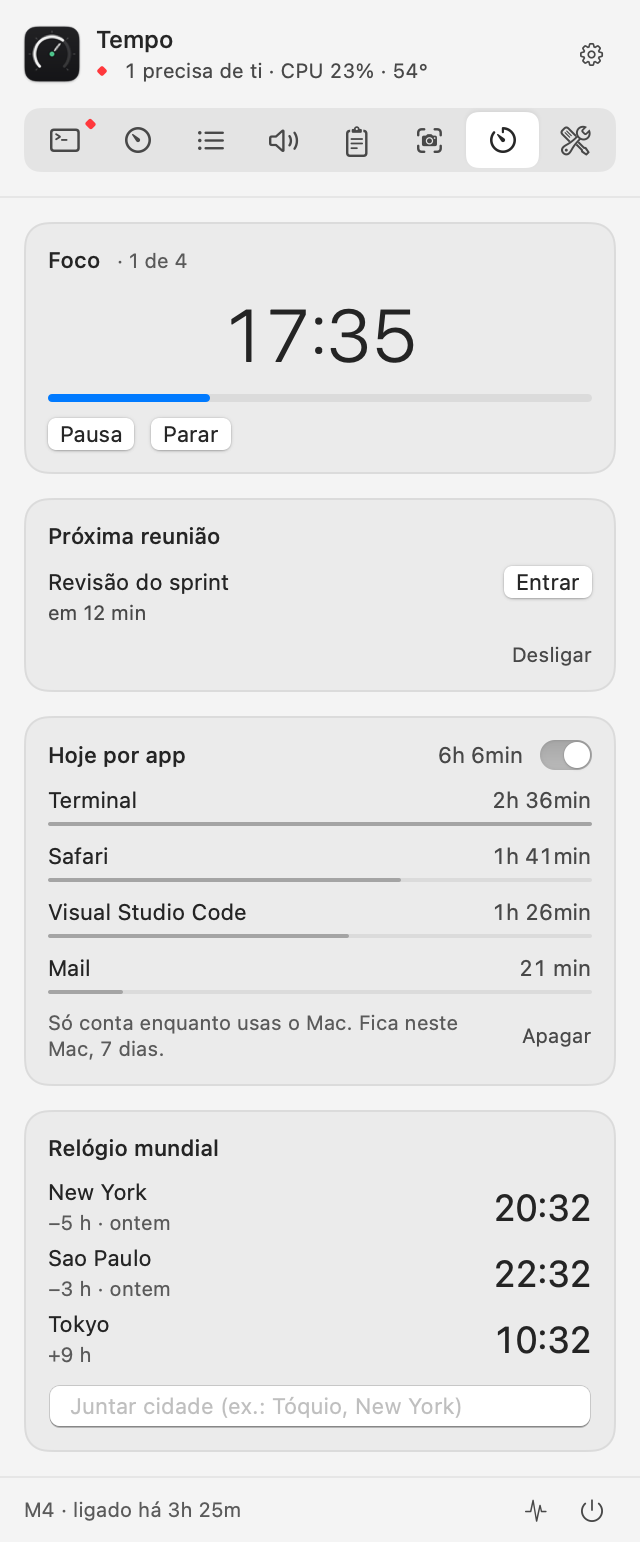 Tempo
1 precisa de ti · CPU 23% · 54°
Foco · 1 de 4
17:35
Pausa Parar
Próxima reunião
Revisão do sprint Entrar
em 12 min
Desligar
Hoje por app 6h 6min
Terminal 2h 36min
Safari 1h 41min
Visual Studio Code 1h 26min
Mail 21 min
Só conta enquanto usas o Mac. Fica neste
Mac, 7 dias. Apagar
Relógio mundial
New York 20:32
−5 h · ontem
Sao Paulo 22:32
−3 h · ontem
Tokyo 10:32
+9 h
Juntar cidade (ex.: Tóquio, New York)
M4 · ligado há 3h 25m